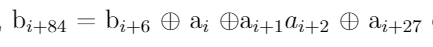 , b_{i+84} = b_{i+6} ⊕ a_i ⊕a_{i+1}a_{i+2} ⊕ a_{i+27}